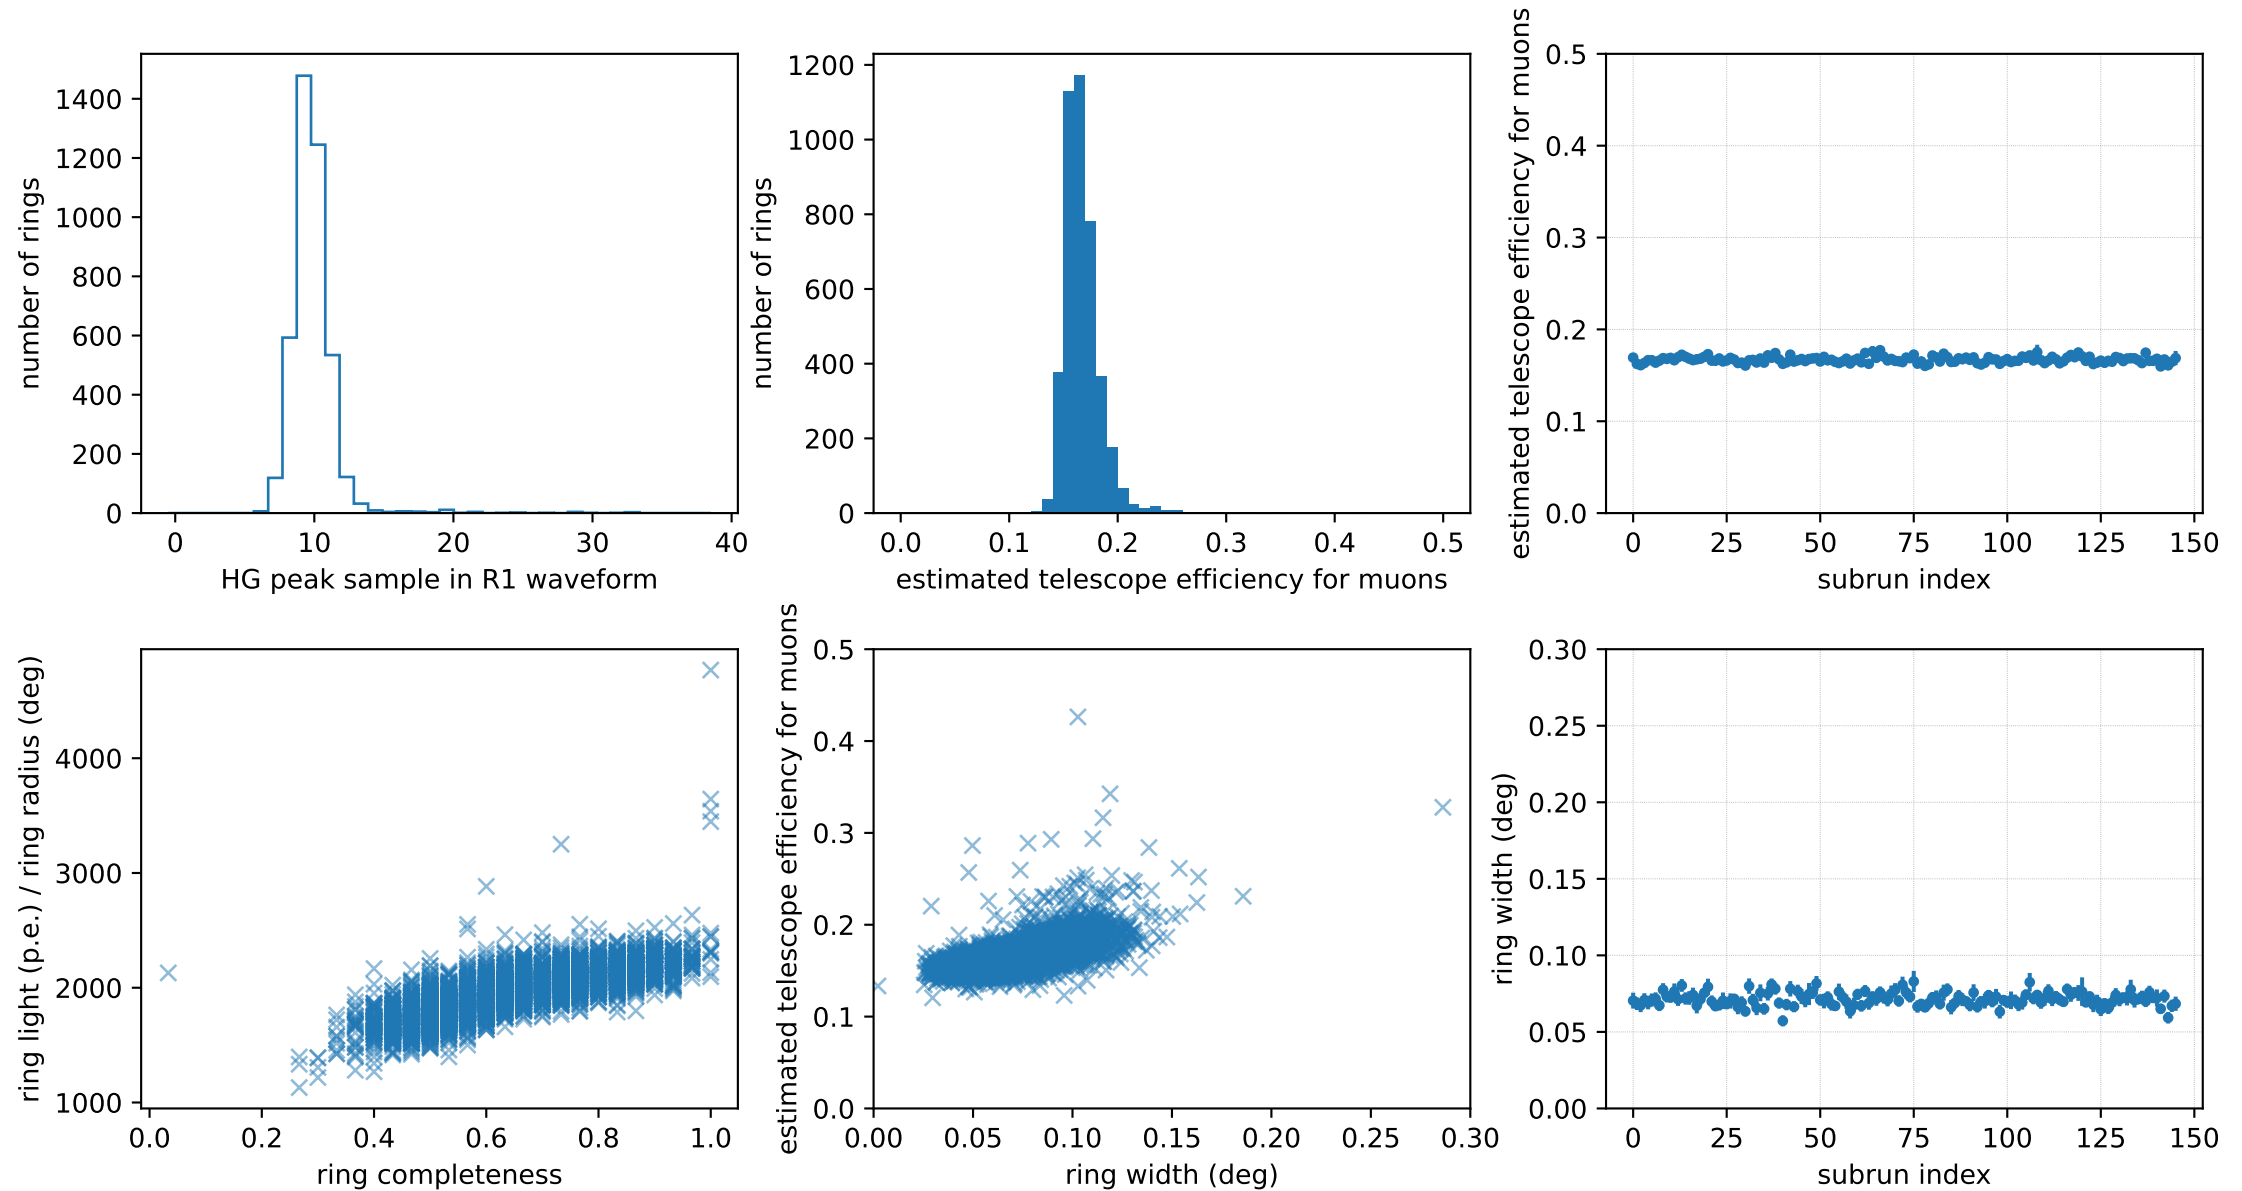 number of rings
1400
1200
1000
800
600
400
200
0
0 10 20 30 40
HG peak sample in R1 waveform
number of rings
1200
1000
800
600
400
200
0
0.0 0.1 0.2 0.3 0.4 0.5
estimated telescope efficiency for muons
estimated telescope efficiency for muons
0.5
0.4
0.3
0.2
0.1
0.0
0 25 50 75 100 125 150
subrun index
ring light (p.e.) / ring radius (deg)
4000
3000
2000
1000
0.0 0.2 0.4 0.6 0.8 1.0
ring completeness
estimated telescope efficiency for muons
0.5
0.4
0.3
0.2
0.1
0.0
0.00 0.05 0.10 0.15 0.20 0.25 0.30
ring width (deg)
ring width (deg)
0.30
0.25
0.20
0.15
0.10
0.05
0.00
0 25 50 75 100 125 150
subrun index